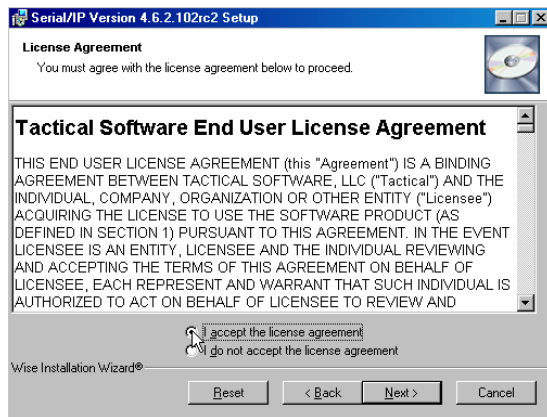 Serial/IP Version 4.6.2.102rc2 Setup
License Agreement
You must agree with the license agreement below to proceed.
Tactical Software End User License Agreement
THIS END USER LICENSE AGREEMENT (this "Agreement") IS A BINDING
AGREEMENT BETWEEN TACTICAL SOFTWARE, LLC ("Tactical") AND THE
INDIVIDUAL, COMPANY, ORGANIZATION OR OTHER ENTITY ("Licensee")
ACQUIRING THE LICENSE TO USE THE SOFTWARE PRODUCT (AS
DEFINED IN SECTION 1) PURSUANT TO THIS AGREEMENT. IN THE EVENT
LICENSEE IS AN ENTITY, LICENSEE AND THE INDIVIDUAL REVIEWING
AND ACCEPTING THE TERMS OF THIS AGREEMENT ON BEHALF OF
LICENSEE, EACH REPRESENT AND WARRANT THAT SUCH INDIVIDUAL IS
AUTHORIZED TO ACT ON BEHALF OF LICENSEE TO REVIEW AND
I accept the license agreement
I do not accept the license agreement
Wise Installation Wizard®
Reset
< Back
Next >
Cancel